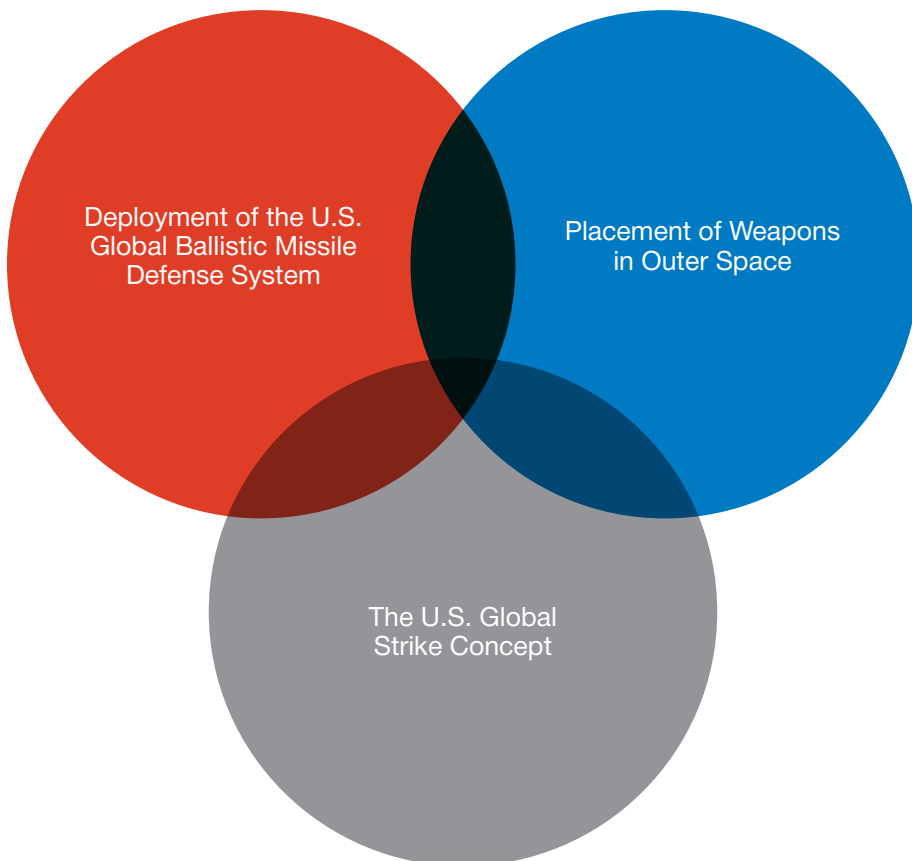 Deployment of the U.S.
Global Ballistic Missile
Defense System
Placement of Weapons
in Outer Space
The U.S. Global
Strike Concept